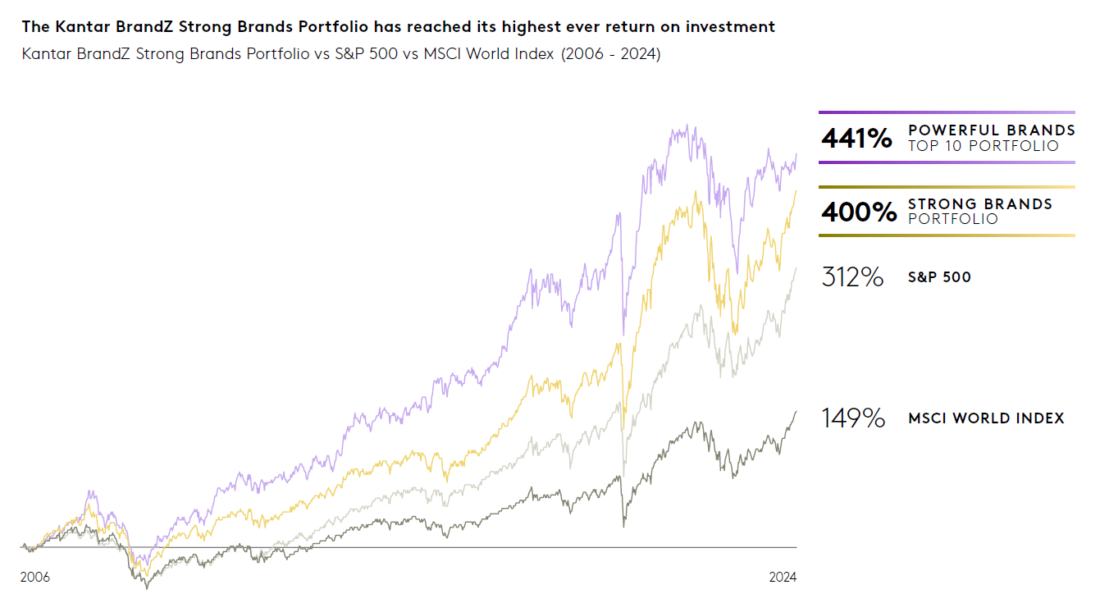 The Kantar BrandZ Strong Brands Portfolio has reached its highest ever return on investment
Kantar BrandZ Strong Brands Portfolio vs S&P 500 vs MSCI World Index (2006 - 2024)
441% POWERFUL BRANDS
TOP 10 PORTFOLIO
400% STRONG BRANDS
PORTFOLIO
312% S&P 500
149% MSCI WORLD INDEX
2006 2024